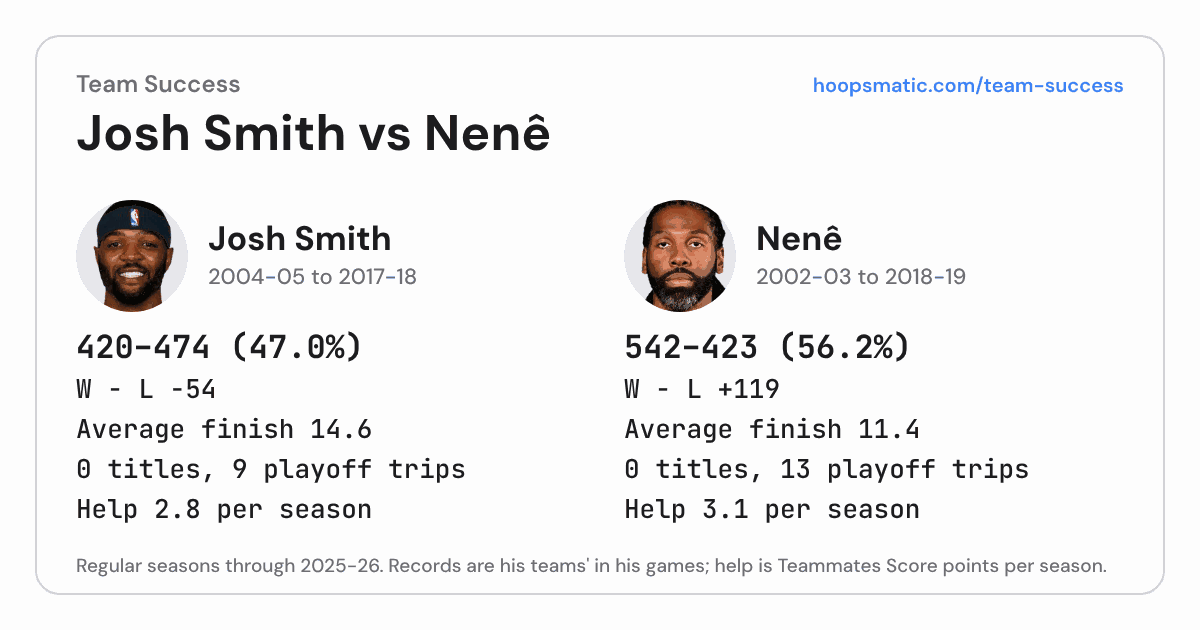 Team Success
hoopsmatic.com/team-success
Josh Smith vs Nenê
Josh Smith
2004-05 to 2017-18
420-474 (47.0%)
W - L -54
Average finish 14.6
0 titles, 9 playoff trips
Help 2.8 per season
Nenê
2002-03 to 2018-19
542-423 (56.2%)
W - L +119
Average finish 11.4
0 titles, 13 playoff trips
Help 3.1 per season
Regular seasons through 2025-26. Records are his teams' in his games; help is Teammates Score points per season.